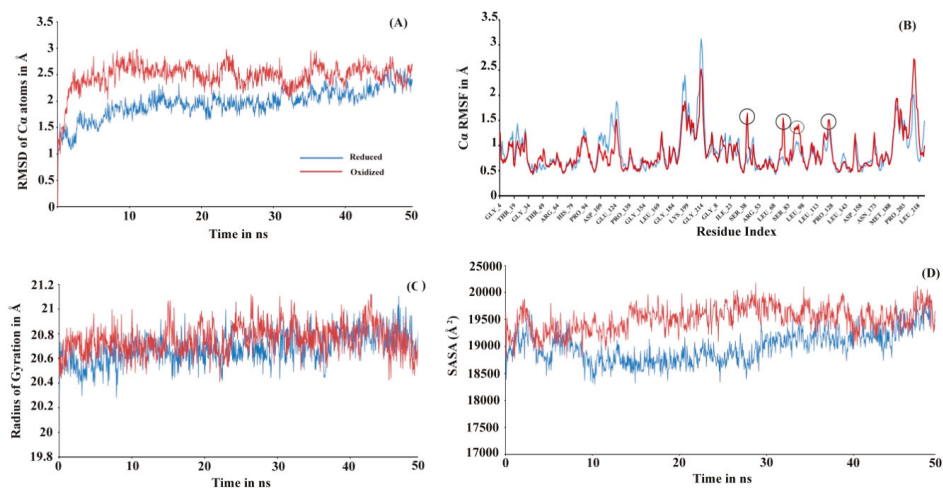 (A)
3.5
3
2.5
2
1.5
1
0.5
0
RMSD of Cα atoms in Å
Reduced
Oxidized
10 20 30 40 50
Time in ns
(B)
3.5
3
2.5
2
1.5
1
0.5
0
Cα RMSF in Å
GLY_2 THR_19 GLY_34 THR_49 ARG_64 HIS_79 PRO_94 ASP_109 GLU_124 PRO_139 GLY_154 LEU_169 GLY_184 LYS_199 GLY_214 GLY_8 ILE_23 SER_38 ARG_53 LEU_68 SER_83 LEU_98 LEU_113 PRO_128 LEU_143 ASP_158 ASN_173 MET_188 PRO_203 LEU_218
Residue Index
(C)
21.2
21
20.8
20.6
20.4
20.2
20
19.8
Radius of Gyration in Å
0 10 20 30 40 50
Time in ns
(D)
25000
20000
19500
19000
18500
18000
17500
17000
SASA (Å²)
0 10 20 30 40 50
Time in ns